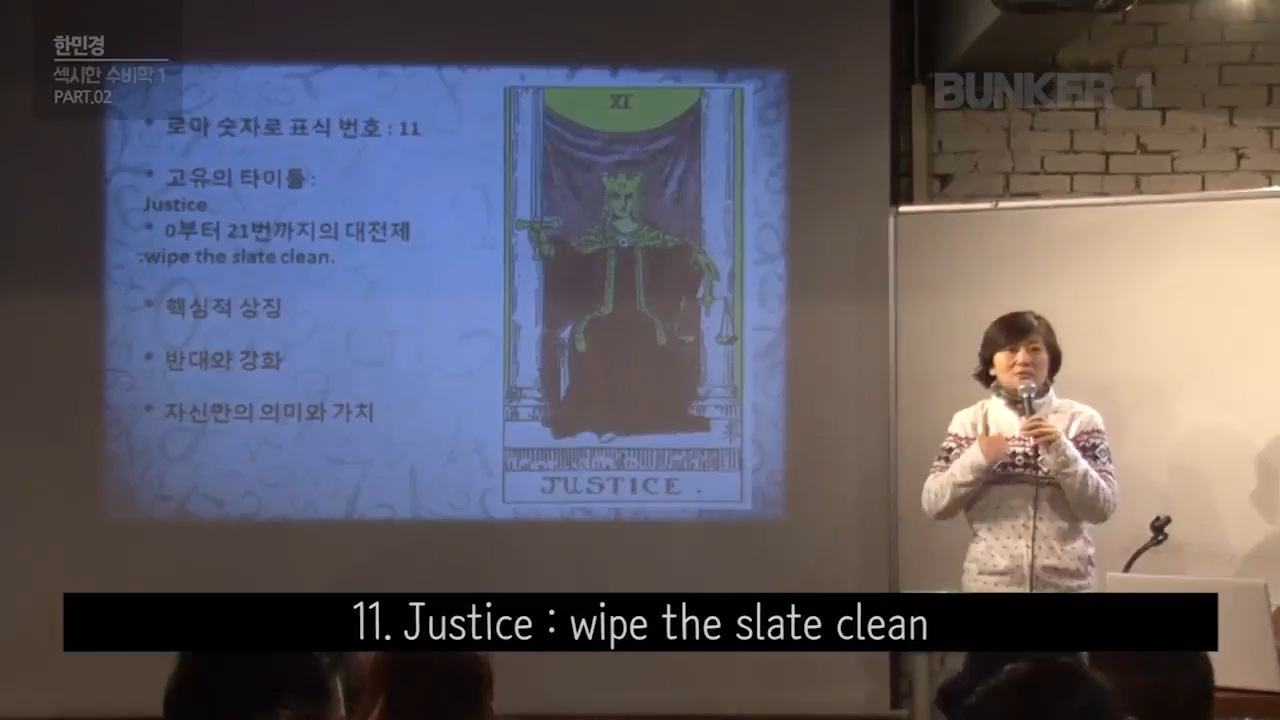 한민경
섹시한 수비학 1
PART.02
BUNKER 1
* 로마 숫자로 표식 번호 : 11
* 고유의 타이틀 :
Justice
* 0부터 21번까지의 대전제
:wipe the slate clean.
* 핵심적 상징
* 반대와 강화
* 자신만의 의미와 가치
XI
JUSTICE .
11. Justice : wipe the slate clean